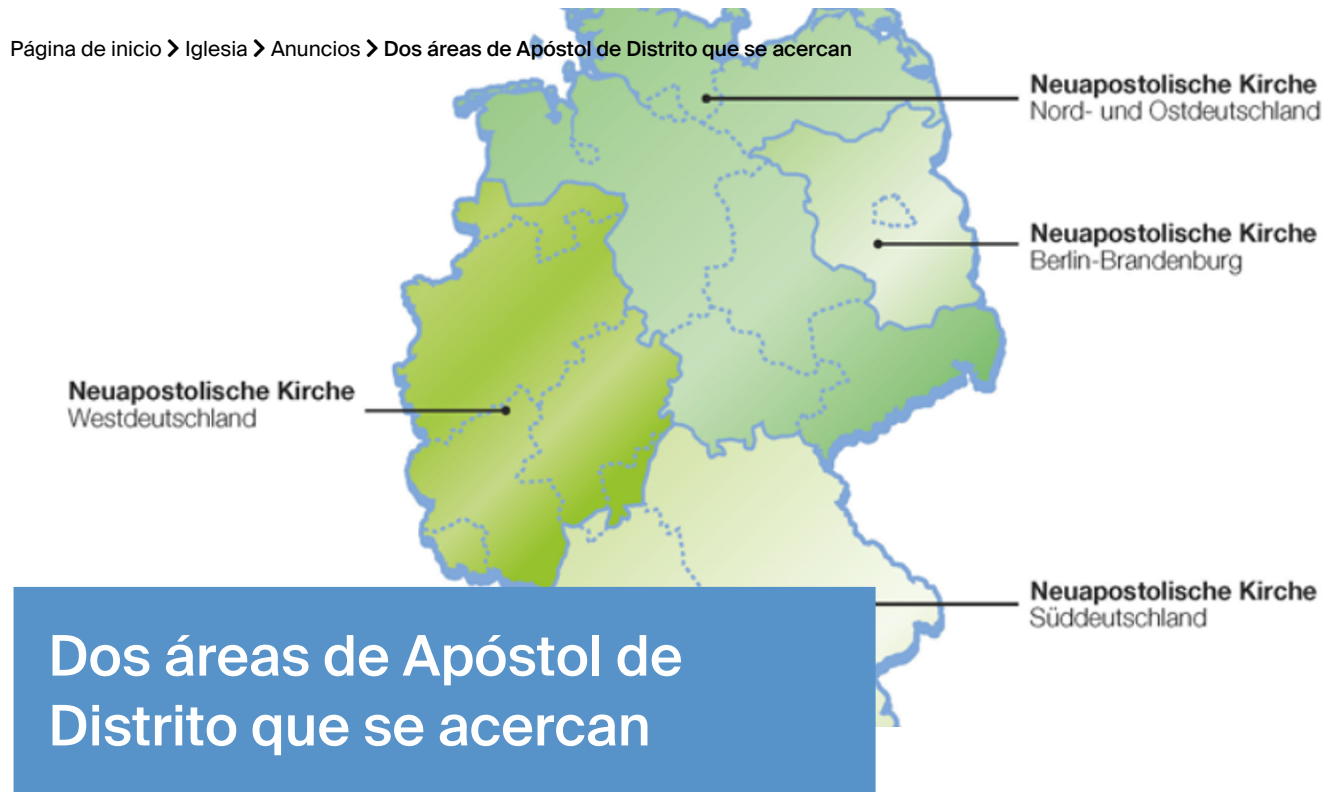 Página de inicio > Iglesia > Anuncios > Dos áreas de Apóstol de Distrito que se acercan
Neuapostolische Kirche
Nord- und Ostdeutschland
Neuapostolische Kirche
Berlin-Brandenburg
Neuapostolische Kirche
Westdeutschland
Neuapostolische Kirche
Süddeutschland
Dos áreas de Apóstol de
Distrito que se acercan